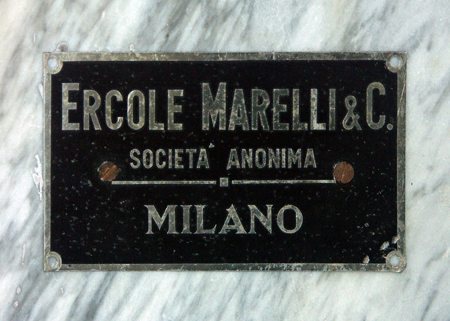 ERCOLE MARELLI & C.
SOCIETA' ANONIMA
MILANO